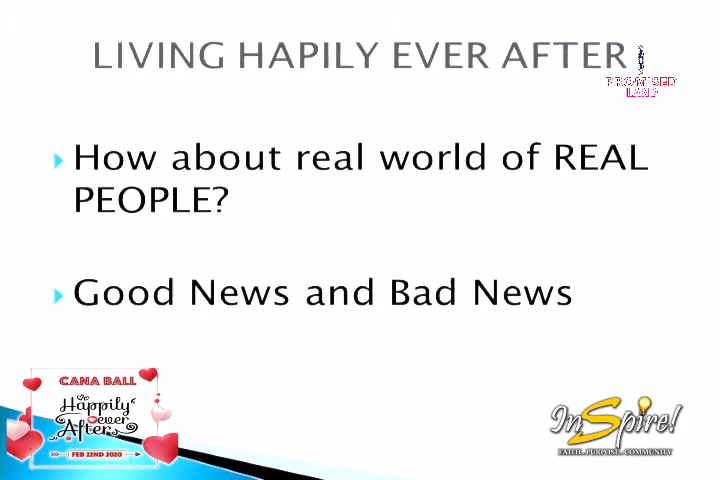 LIVING HAPILY EVER AFTER
PROMISED
LAND
How about real world of REAL
PEOPLE?
Good News and Bad News
CANA BALL
Happily
ever
After
FEB 22ND 2020
InSpire!
FAITH . PURPOSE . COMMUNITY